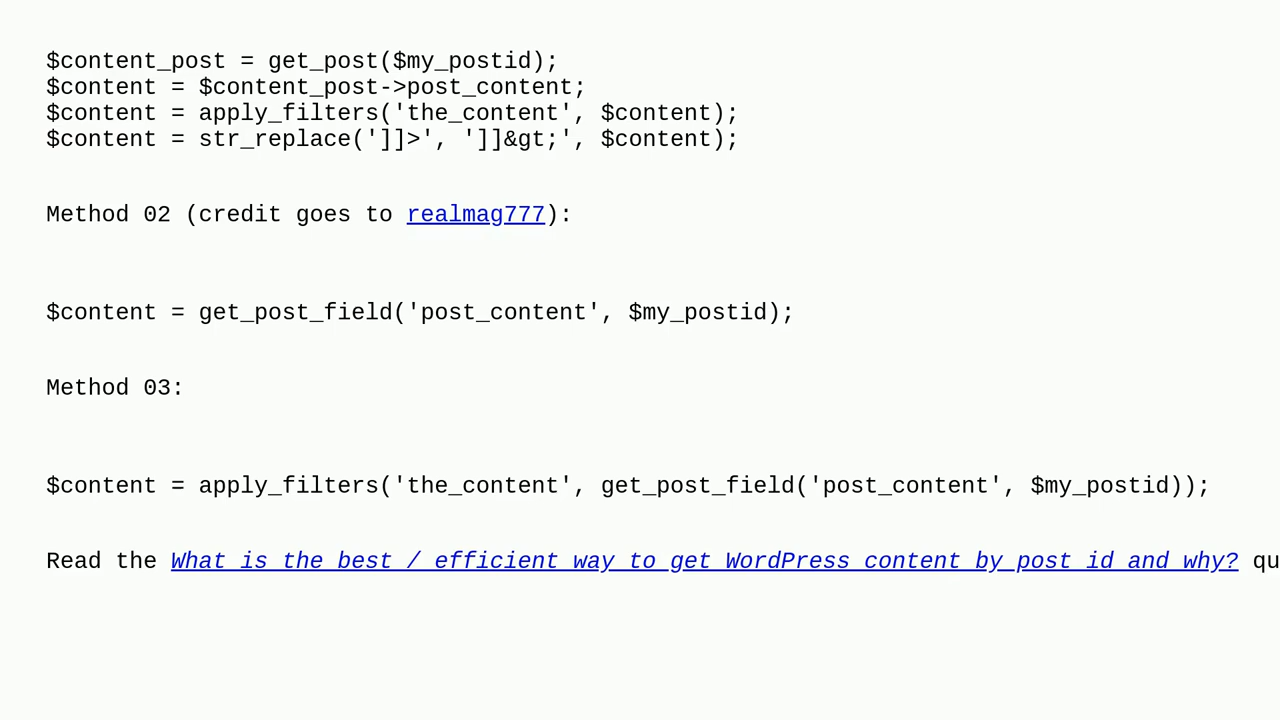 $content_post = get_post($my_postid);
$content = $content_post->post_content;
$content = apply_filters('the_content', $content);
$content = str_replace(']]>', ']]&gt;', $content);
Method 02 (credit goes to realmag777):
$content = get_post_field('post_content', $my_postid);
Method 03:
$content = apply_filters('the_content', get_post_field('post_content', $my_postid));
Read the What is the best / efficient way to get WordPress content by post id and why? qu